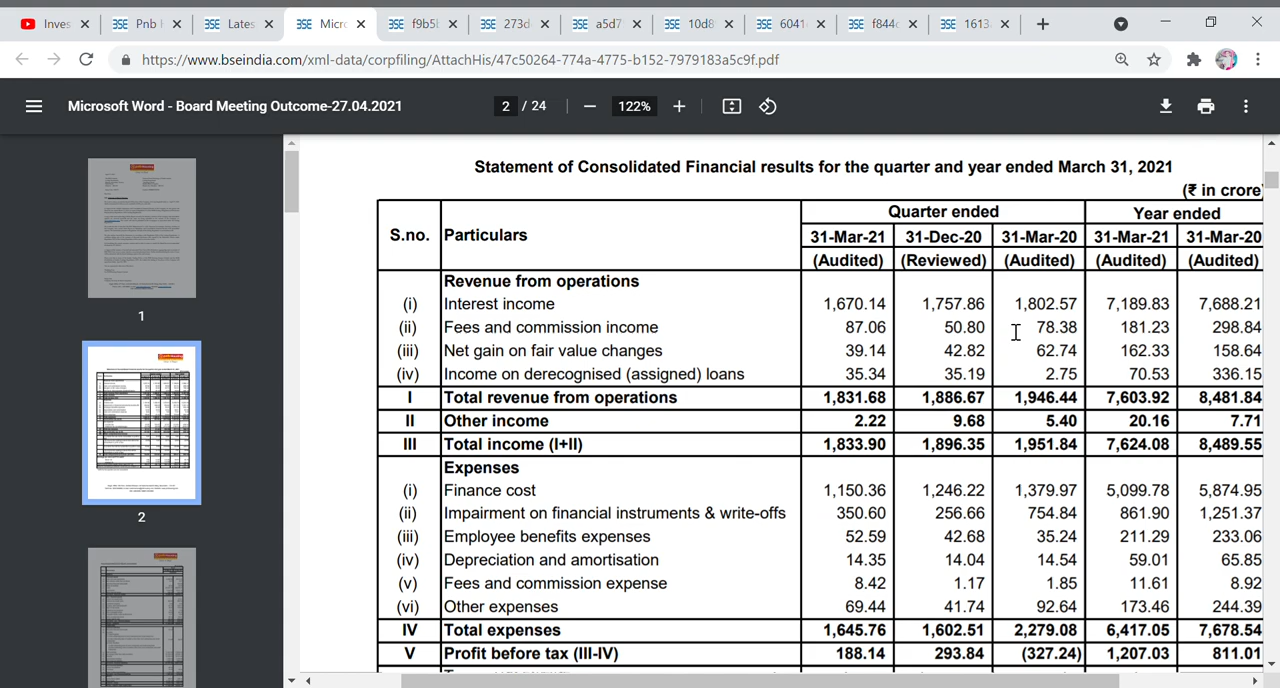 Inves
Pnb
Lates
Micro
f9b5
273d
a5d7
10d8
6041
f844c
1613
https://www.bseindia.com/xml-data/corpfiling/AttachHis/47c50264-774a-4775-b152-7979183a5c9f.pdf
Microsoft Word - Board Meeting Outcome-27.04.2021
2 / 24
122%
1
2
Statement of Consolidated Financial results for the quarter and year ended March 31, 2021
(₹ in crore
S.no. Particulars Quarter ended Year ended
31-Mar-21 31-Dec-20 31-Mar-20 31-Mar-21 31-Mar-20
(Audited) (Reviewed) (Audited) (Audited) (Audited)
Revenue from operations
(i) Interest income 1,670.14 1,757.86 1,802.57 7,189.83 7,688.21
(ii) Fees and commission income 87.06 50.80 78.38 181.23 298.84
(iii) Net gain on fair value changes 39.14 42.82 62.74 162.33 158.64
(iv) Income on derecognised (assigned) loans 35.34 35.19 2.75 70.53 336.15
I Total revenue from operations 1,831.68 1,886.67 1,946.44 7,603.92 8,481.84
II Other income 2.22 9.68 5.40 20.16 7.71
III Total income (I+II) 1,833.90 1,896.35 1,951.84 7,624.08 8,489.55
Expenses
(i) Finance cost 1,150.36 1,246.22 1,379.97 5,099.78 5,874.95
(ii) Impairment on financial instruments & write-offs 350.60 256.66 754.84 861.90 1,251.37
(iii) Employee benefits expenses 52.59 42.68 35.24 211.29 233.06
(iv) Depreciation and amortisation 14.35 14.04 14.54 59.01 65.85
(v) Fees and commission expense 8.42 1.17 1.85 11.61 8.92
(vi) Other expenses 69.44 41.74 92.64 173.46 244.39
IV Total expenses 1,645.76 1,602.51 2,279.08 6,417.05 7,678.54
V Profit before tax (III-IV) 188.14 293.84 (327.24) 1,207.03 811.01